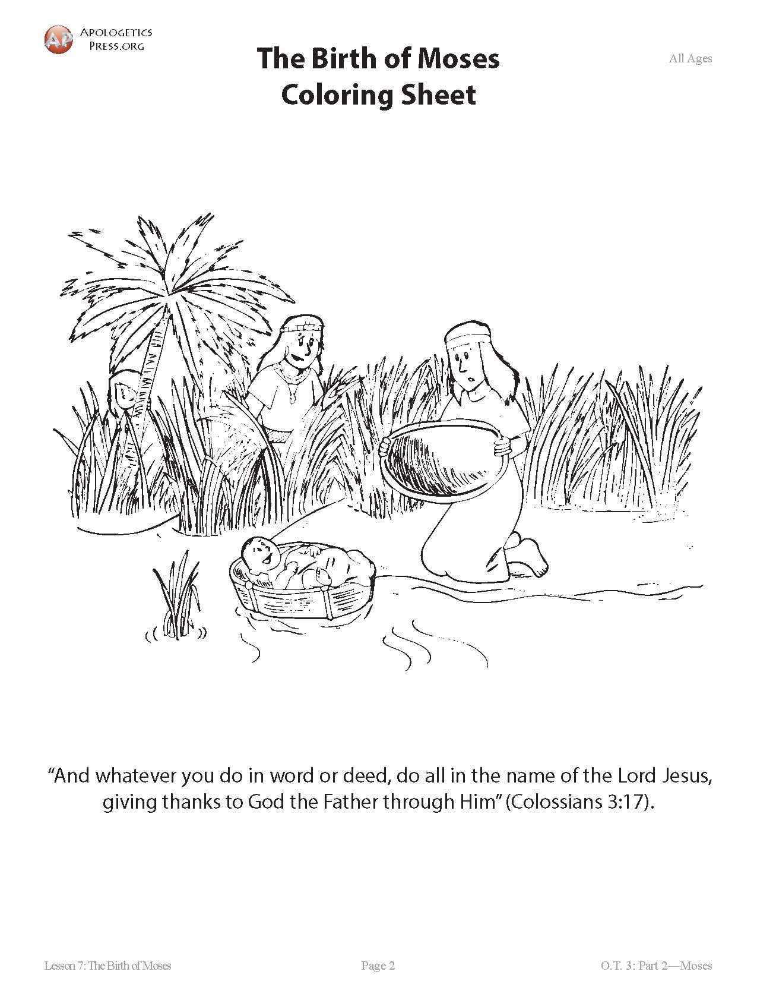 AP
APOLOGETICS
PRESS.ORG
The Birth of Moses
Coloring Sheet
All Ages
“And whatever you do in word or deed, do all in the name of the Lord Jesus,
giving thanks to God the Father through Him” (Colossians 3:17).
Lesson 7: The Birth of Moses
Page 2
O.T. 3: Part 2—Moses